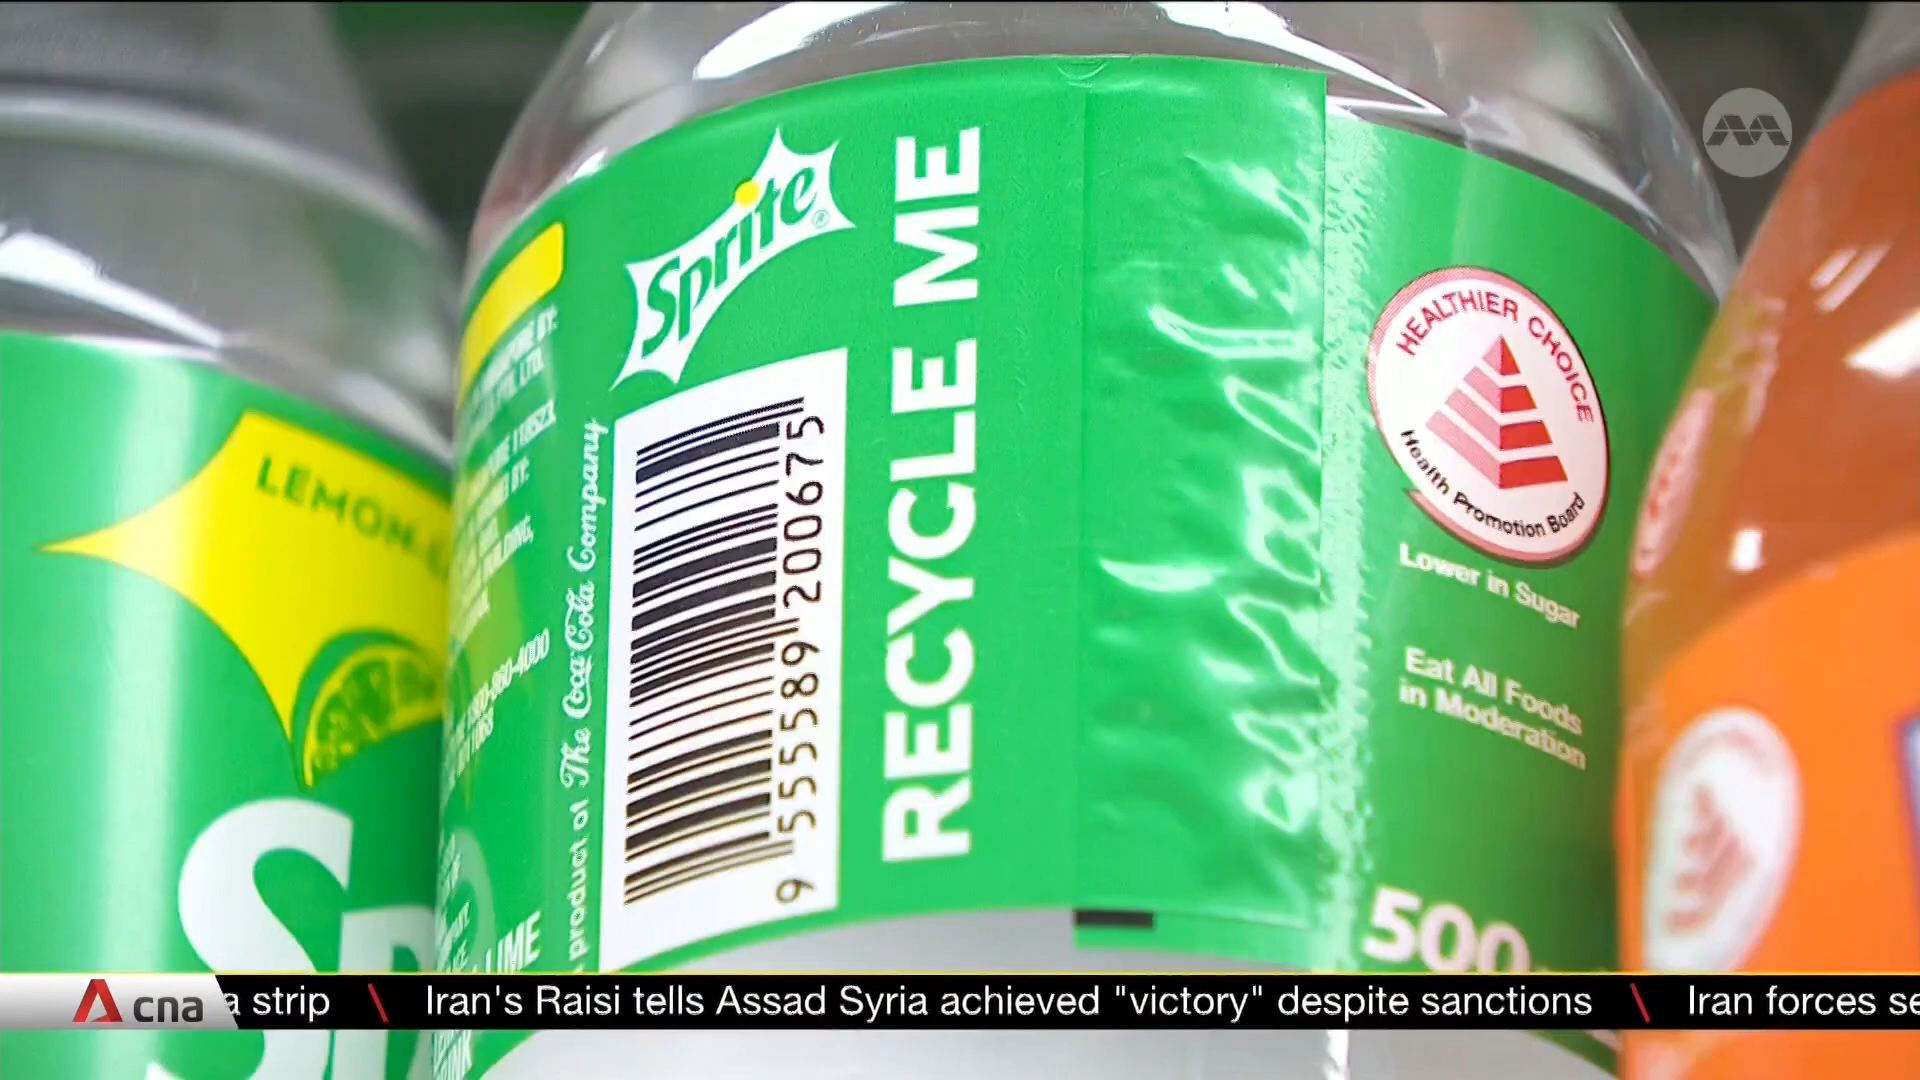 LEMON-
Sprite
RECYCLE ME
product of The Coca-Cola Company
9 555589 200675
HEALTHIER CHOICE
Health Promotion Board
Lower in Sugar
Eat All Foods
in Moderation
500
LIME
cna
a strip \ Iran's Raisi tells Assad Syria achieved "victory" despite sanctions \ Iran forces se